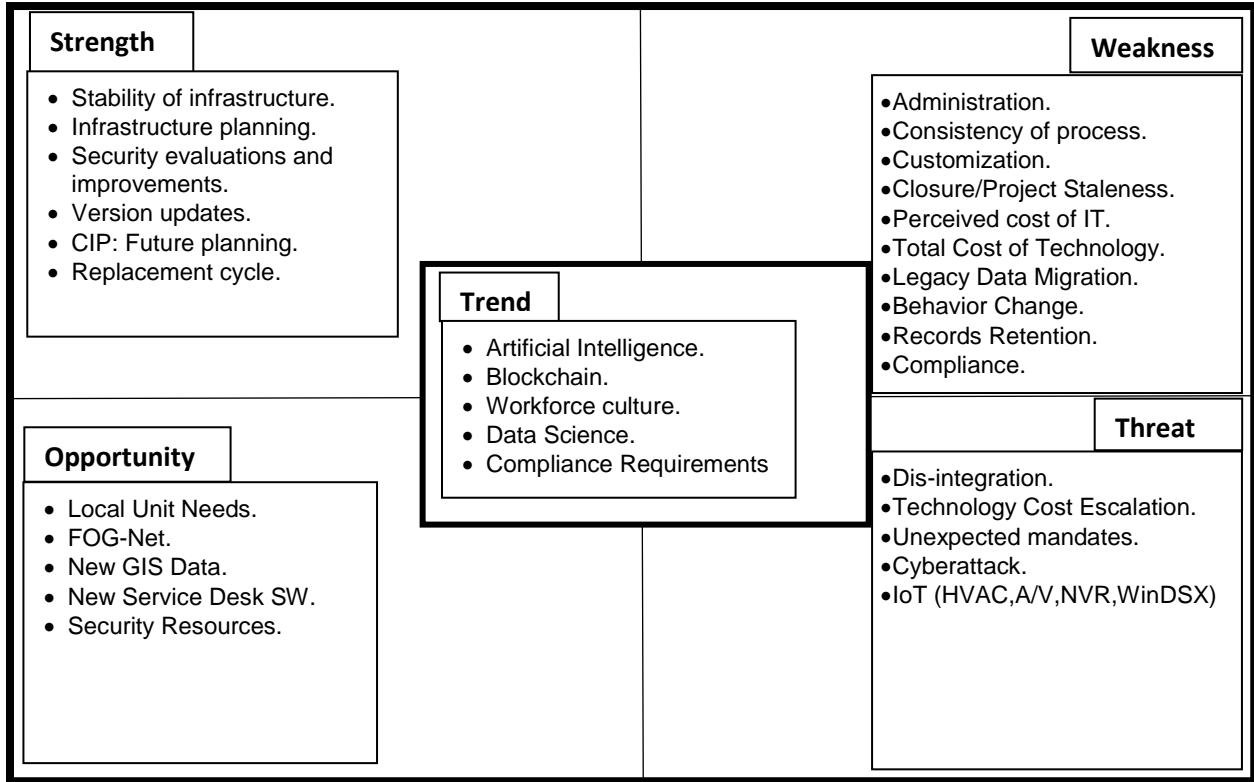 Strength
• Stability of infrastructure.
• Infrastructure planning.
• Security evaluations and
improvements.
• Version updates.
• CIP: Future planning.
• Replacement cycle.
Weakness
•Administration.
•Consistency of process.
•Customization.
•Closure/Project Staleness.
•Perceived cost of IT.
•Total Cost of Technology.
•Legacy Data Migration.
•Behavior Change.
•Records Retention.
•Compliance.
Trend
• Artificial Intelligence.
• Blockchain.
• Workforce culture.
• Data Science.
• Compliance Requirements
Opportunity
• Local Unit Needs.
• FOG-Net.
• New GIS Data.
• New Service Desk SW.
• Security Resources.
Threat
•Dis-integration.
•Technology Cost Escalation.
•Unexpected mandates.
•Cyberattack.
•IoT (HVAC,A/V,NVR,WinDSX)